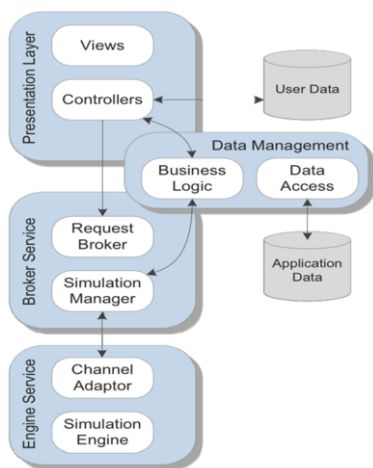 Presentation Layer
Views
Controllers
User Data
Data Management
Business
Logic
Data
Access
Broker Service
Request
Broker
Simulation
Manager
Application
Data
Engine Service
Channel
Adaptor
Simulation
Engine